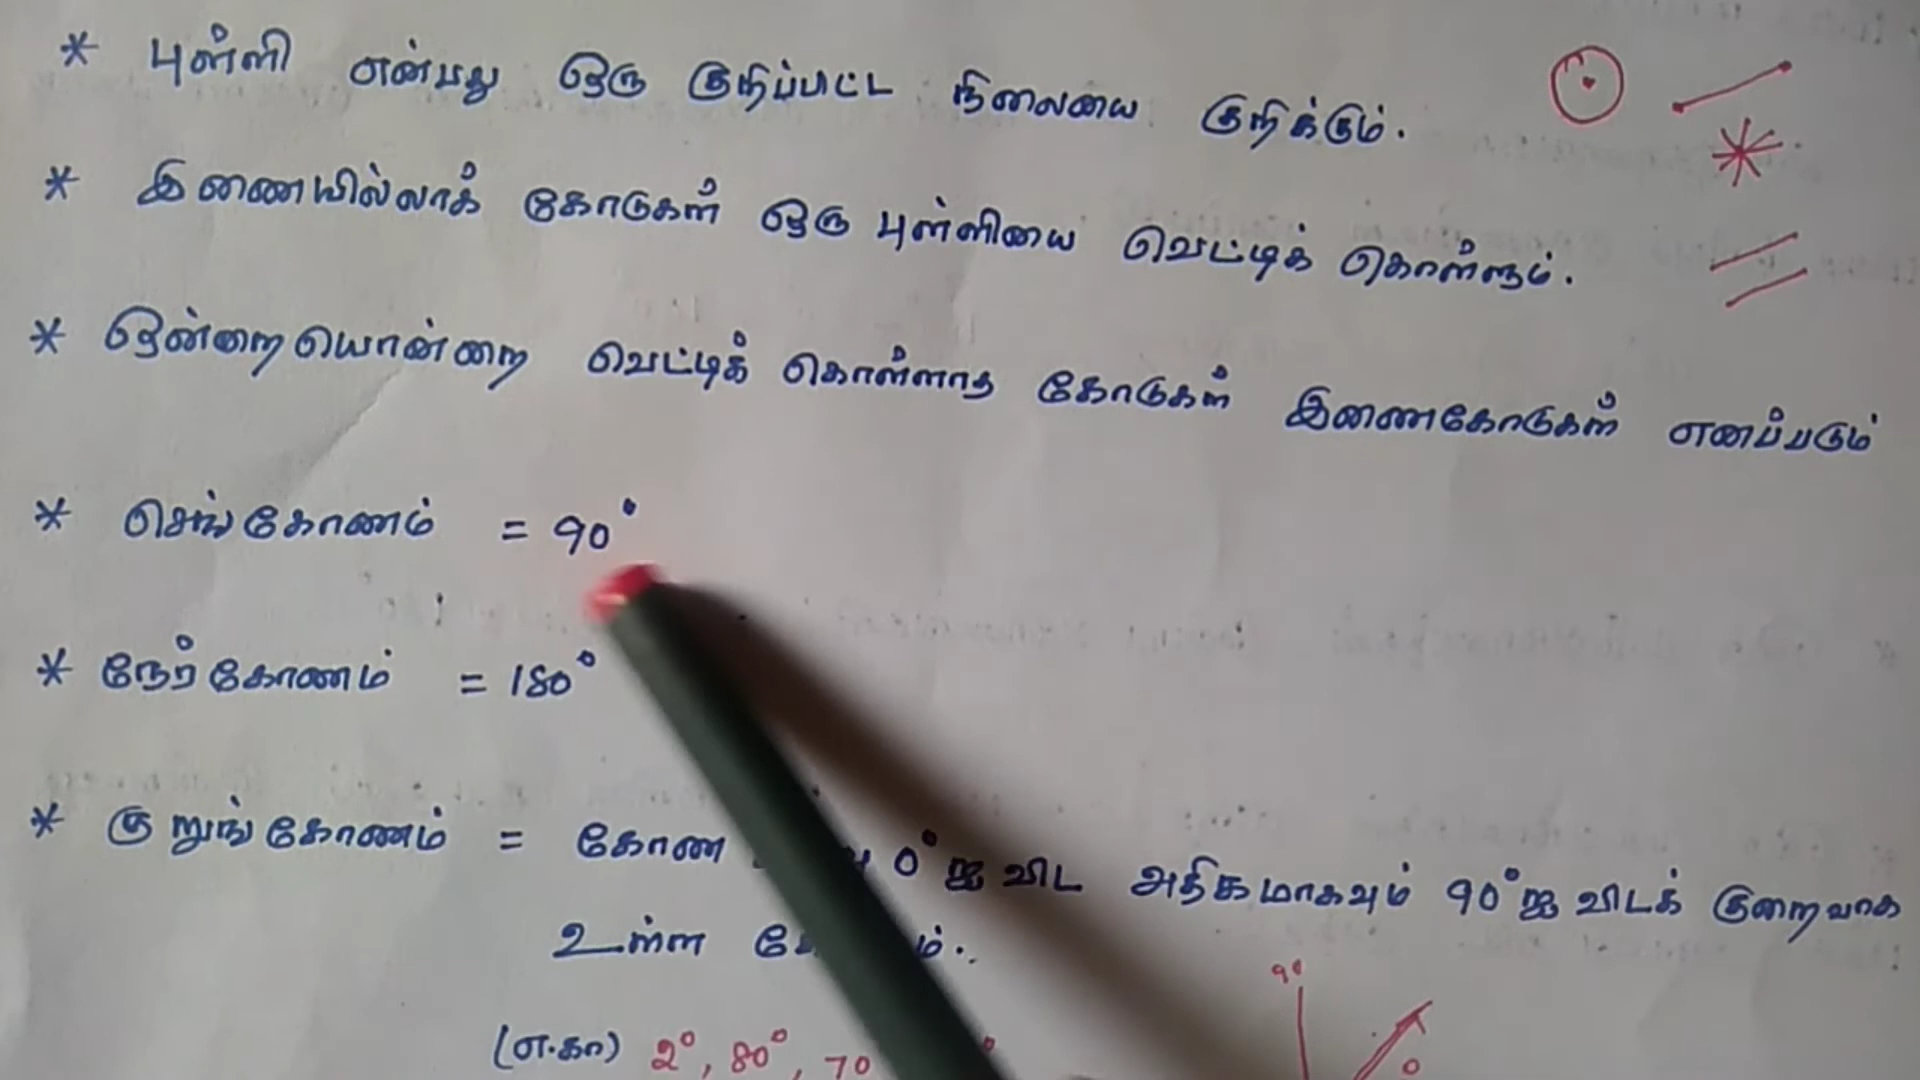 * புள்ளி என்பது ஒரு குறிப்பிட்ட நிலையை குறிக்கும்.
* இணையில்லாக் கோடுகள் ஒரு புள்ளியை வெட்டிக் கொள்ளும்.
* ஒன்றையொன்றை வெட்டிக் கொள்ளாத கோடுகள் இணைகோடுகள் எனப்படும்
* செங்கோணம் = 90°
* நேர்கோணம் = 180°
* குறுங்கோணம் = கோண 0°ஐ விட அதிகமாகவும் 90°ஐ விடக் குறைவாக
உள்ள
90
(எ.கா) 2°, 80°, 70